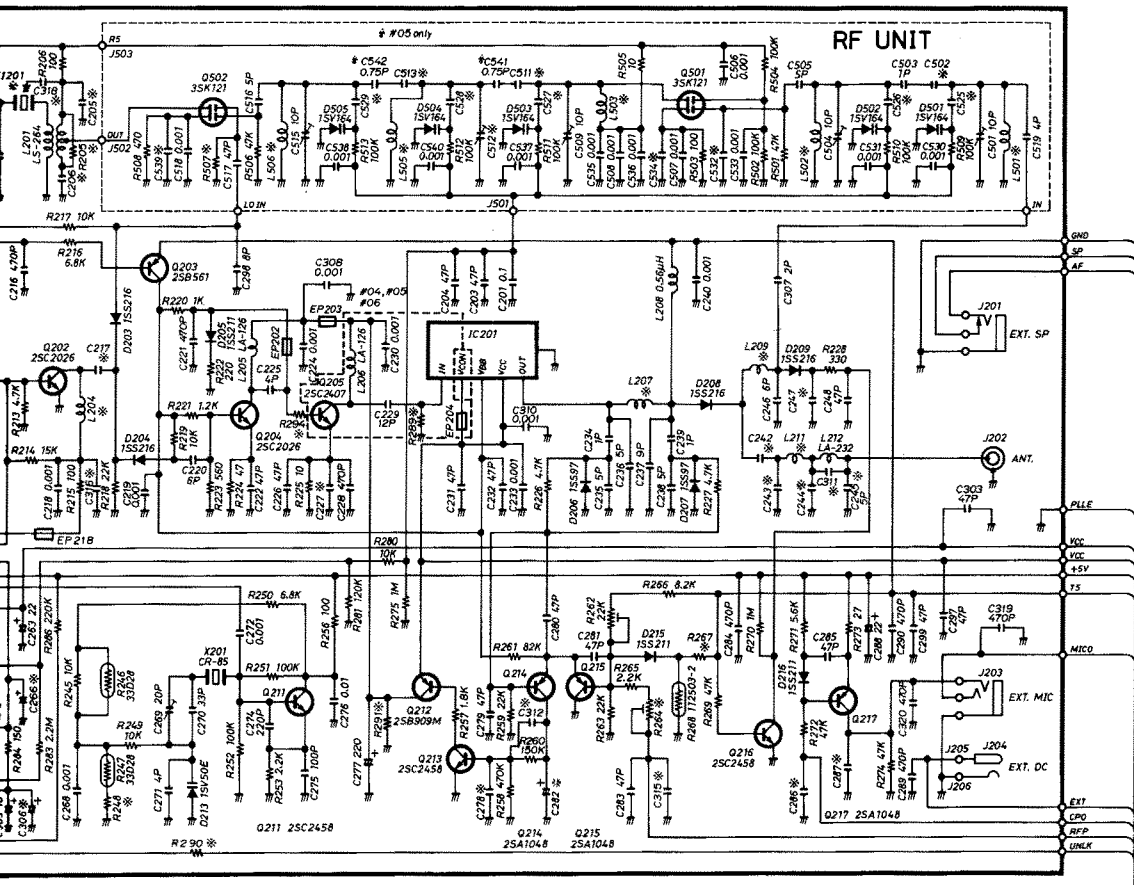 ※ #05 only
RF UNIT
R5
J503
R206
100
C205※
L201
LS-264
R205
※
C206※
OUT
J502
Q502
3SK121
C516 5P
R508 470
C539※
C518 0.001
R507※
C517 47P
R506 47K
L506※
C515 10P
※ C542
0.75P
C513※
D505
1SV164
C529
※
C538
0.001
R513
100K
L505※
D504
1SV164
C528
※
C540
0.001
R512
100K
C512※
※C541
0.75P
C511※
D503
1SV164
C527
※
C537
0.001
R511
100K
C509 10P
L503※
C535 0.001
C508 0.001
C536 0.001
R505
10
Q501
3SK121
C534※
C507 0.001
R503 100
C532※
C533 0.001
R502 100K
C506
0.001
R504 100K
R501 47K
C505
5P
L502※
C504 10P
C503
1P
C502
※
D502
1SV164
C526
※
C531
0.001
R510
100K
D501
1SV164
C525
※
C530
0.001
R509
100K
C501 10P
L501※
C519 4P
LO IN
J501
IN
R217 10K
R216
6.8K
C216 470P
Q203
2SB561
C298 8P
D203 1SS216
R220 1K
C221 470P
D205
1SS211
R222
220
L205 LA-126
EP202
C308
0.001
EP203
C224 0.001
#04, #05
#06
L206 LA-126
C230 0.001
C204 47P
C203 47P
C201 0.1
IC201
IN
VCON
VBB
VCC
OUT
L208 0.56μH
C240 0.001
C307 2P
GND
SP
AF
J201
EXT. SP
Q202
2SC2026
C217※
L204
※
R213 4.7K
R214 15K
R221 1.2K
R219
10K
Q204
2SC2026
C225
4P
R294
※
Q205
2SC2407
C229
12P
R289※
EP204
C310
0.001
L207
※
D208
1SS216
L209
※
C246 6P
D209
1SS216
C247
※
R228
330
C248
47P
J202
ANT.
D204
1SS216
C218 0.001
R215 100
C316※
R218 22K
C219
0.001
C220
6P
R223 560
R224 47
C222 47P
C226 47P
R225 10
C227 ※
C228 470P
C231 47P
C232 47P
C233 0.001
R226 4.7K
C234
1P
D206 1SS97
C235 5P
C236 5P
C237 9P
C239
1P
C238 5P
D207 1SS97
R227 4.7K
C242
※
C243※
L211
※
C244※
L212
LA-232
C311
※
C245※
5P
C303
47P
PLLE
EP218
R280
10K
VCC
VCC
+5V
T5
C263 22
R286 220K
C266※
R284 150
R283 2.2M
C306※
R250 6.8K
C272
0.001
R256 100
R281 120K
R275 1M
R266 8.2K
R245 10K
R246
33D28
X201
CR-85
R251 100K
Q211
C269 20P
C270 33P
R249
10K
R247
33D28
R248
※
C268 0.001
C271 4P
D213 1SV50E
R252 100K
C274
220P
R253 2.2K
C275 100P
C276 0.01
Q211 2SC2458
R291※
C277 220
Q212
2SB909M
R257 1.8K
Q213
2SC2458
R261 82K
C280 47P
C279 47P
R259 22K
Q214
C312
※
R260
150K
C278※
R258 470K
C282※
C281
47P
Q215
R262
22K
R263 22K
R265
2.2K
R264※
D215
1SS211
R267
※
R268 112S03-2
R269 47K
C283 47P
C315※
C284 470P
R270 1M
Q216
2SC2458
D216
1SS211
R271 5.6K
C285
47P
R273 27
C288 22
C290 470P
C299 47P
R272
47K
Q217
C286※
C287※
R274 47K
C289 470P
C320 470P
C297
47P
C319
470P
MICO
J203
EXT. MIC
J205
J204
EXT. DC
J206
EXT
Q214
2SA1048
Q215
2SA1048
Q217 2SA1048
CPO
RFP
R290※
UNLK